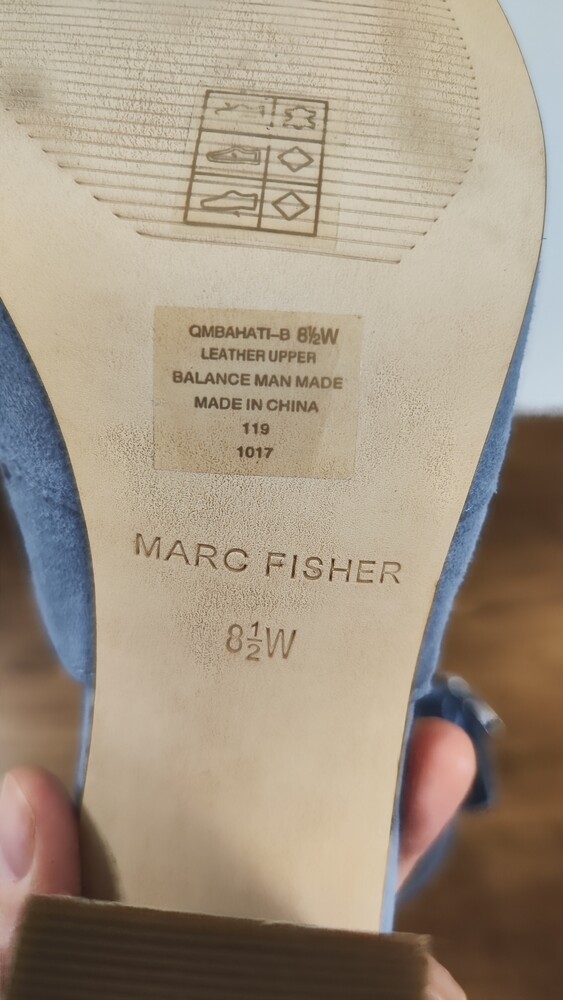 QMBAHATI-B 8½W
LEATHER UPPER
BALANCE MAN MADE
MADE IN CHINA
119
1017
MARC FISHER
8½W